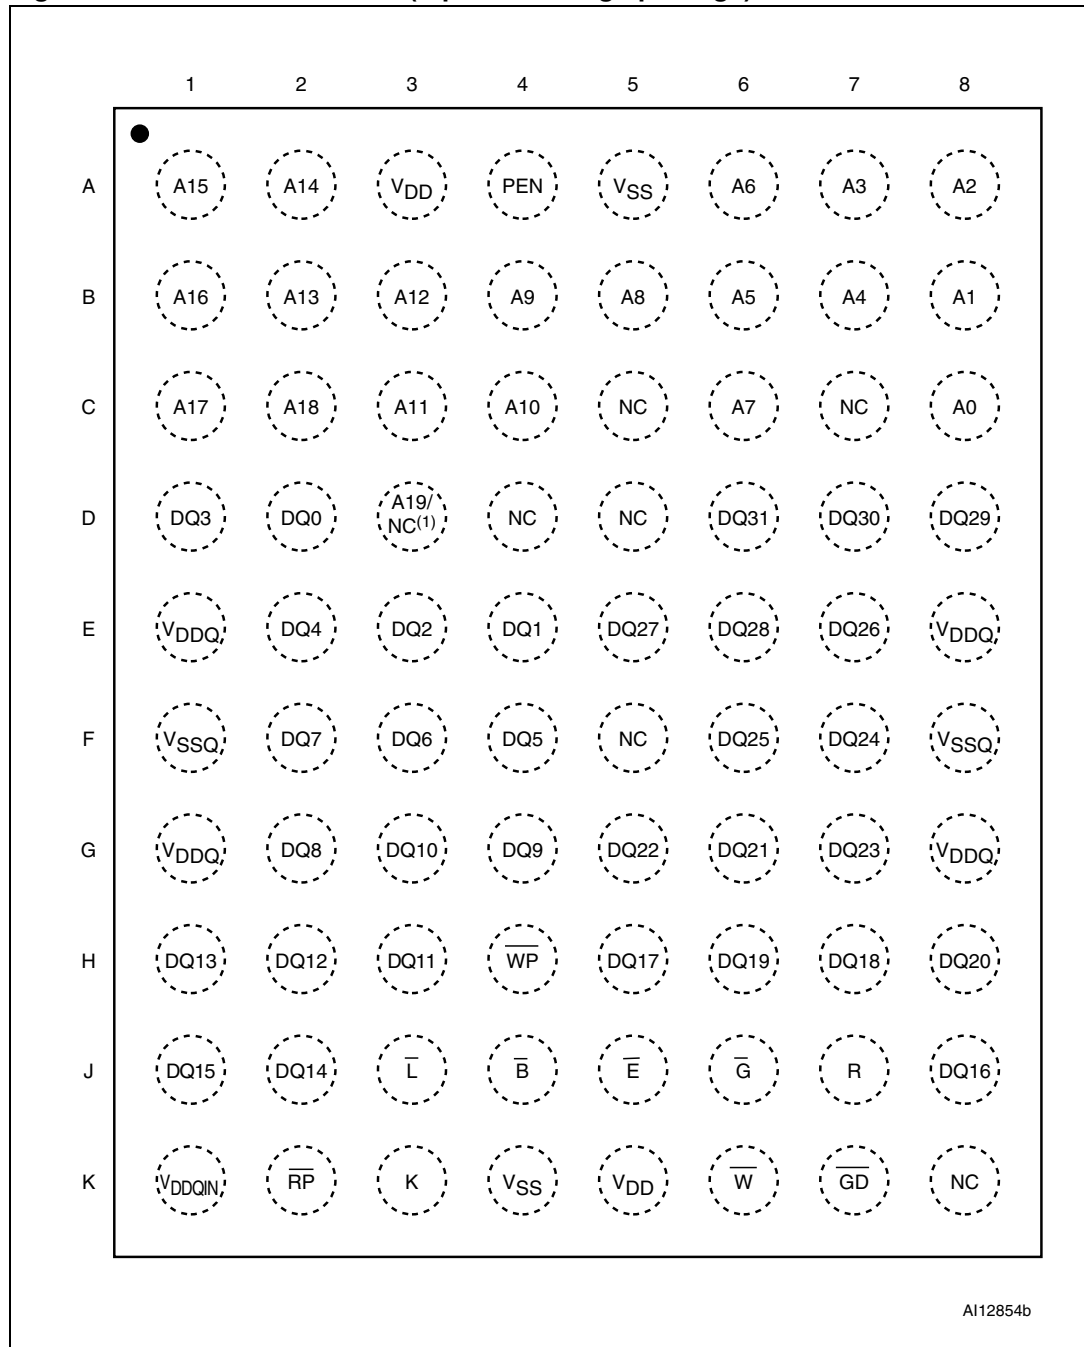 1 2 3 4 5 6 7 8
A A15 A14 VDD PEN VSS A6 A3 A2
B A16 A13 A12 A9 A8 A5 A4 A1
C A17 A18 A11 A10 NC A7 NC A0
D DQ3 DQ0 A19/ NC(1) NC NC DQ31 DQ30 DQ29
E VDDQ DQ4 DQ2 DQ1 DQ27 DQ28 DQ26 VDDQ
F VSSQ DQ7 DQ6 DQ5 NC DQ25 DQ24 VSSQ
G VDDQ DQ8 DQ10 DQ9 DQ22 DQ21 DQ23 VDDQ
H DQ13 DQ12 DQ11 W̅P̅ DQ17 DQ19 DQ18 DQ20
J DQ15 DQ14 L̅ B̅ E̅ G̅ R DQ16
K VDDQIN R̅P̅ K VSS VDD W̅ G̅D̅ NC
AI12854b